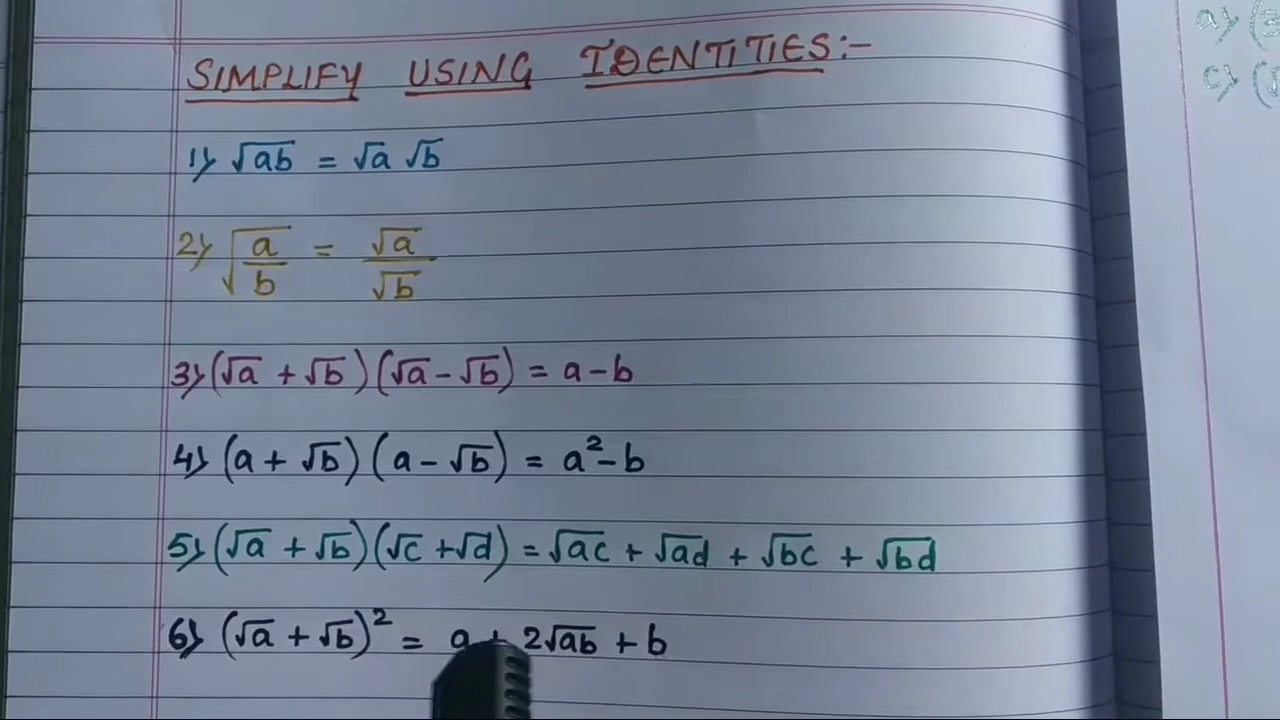 SIMPLIFY USING IDENTITIES:-
1) √ab = √a √b
2) √(a/b) = √a/√b
3) (√a + √b)(√a - √b) = a - b
4) (a + √b)(a - √b) = a² - b
5) (√a + √b)(√c + √d) = √ac + √ad + √bc + √bd
6) (√a + √b)² = a + 2√ab + b
a)
c)